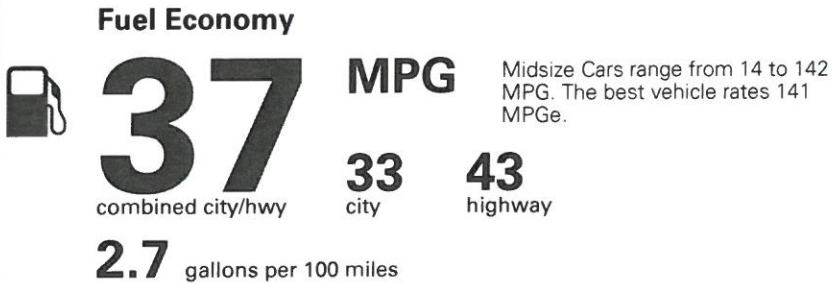 Fuel Economy
37 MPG
Midsize Cars range from 14 to 142
MPG. The best vehicle rates 141
MPGe.
combined city/hwy
33
city
43
highway
2.7 gallons per 100 miles